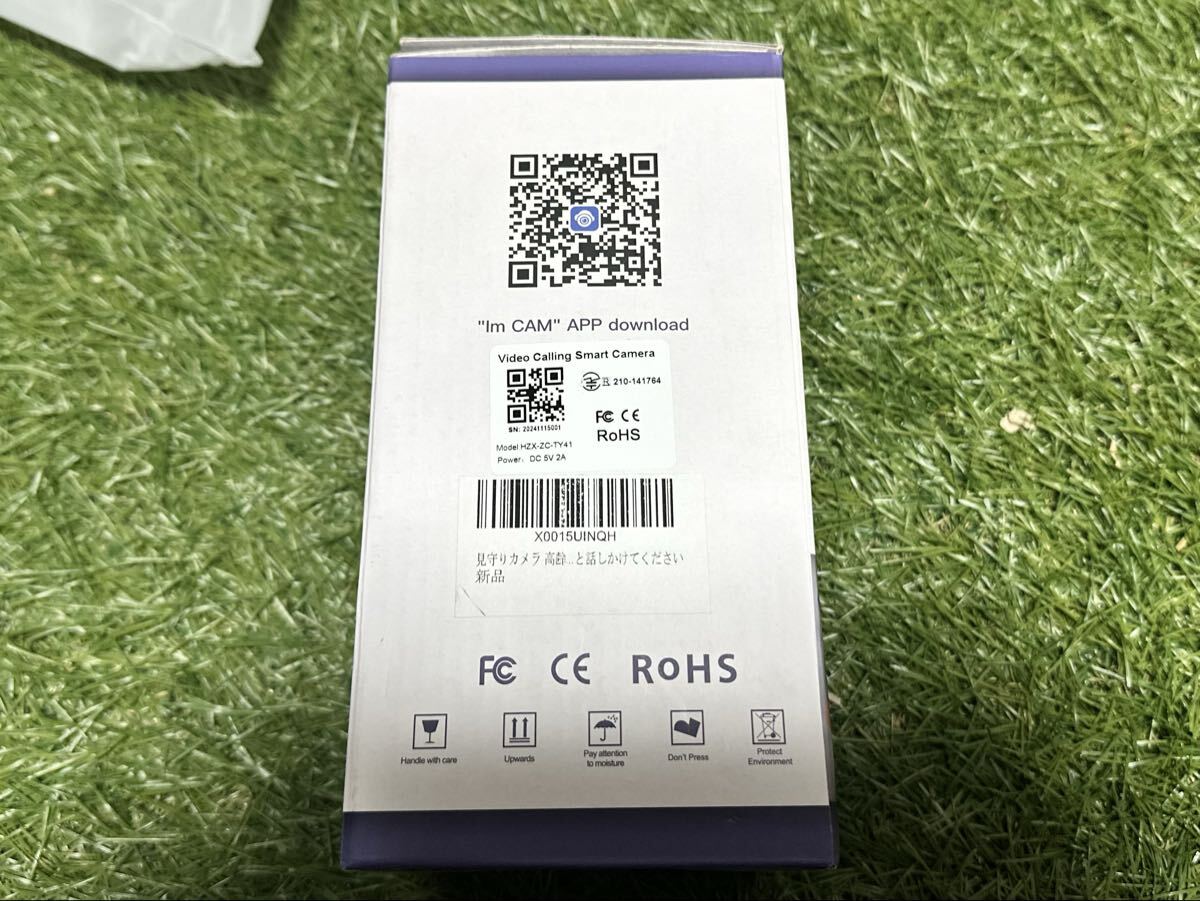 "Im CAM" APP download
Video Calling Smart Camera
R 210-141764
SN: 20241115001
FC CE
RoHS
Model:HZX-ZC-TY41
Power: DC 5V 2A
X0015UINQH
見守りカメラ 高齢...と話しかけてください
新品
FC CE RoHS
Handle with care
Upwards
Pay attention
to moisture
Don't Press
Protect
Environment